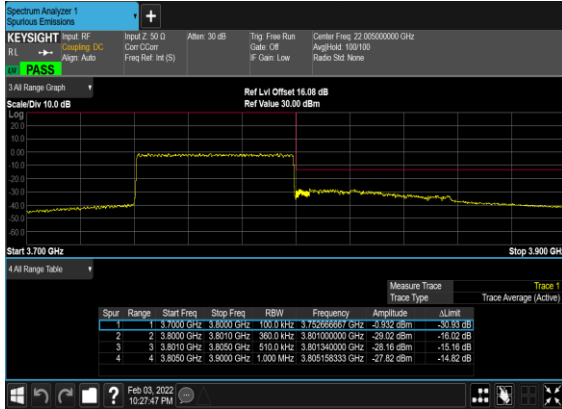 Spectrum Analyzer 1
Spurious Emissions
KEYSIGHT Input: RF Input Z: 50 Ω Atten: 30 dB Trig: Free Run Center Freq: 22.005000000 GHz
RL Coupling: DC Corr CCorr Gate: Off Avg|Hold: 100/100
Align: Auto Freq Ref: Int (S) IF Gain: Low Radio Std: None
PASS
3 All Range Graph
Ref Lvl Offset 16.08 dB
Scale/Div 10.0 dB Ref Value 30.00 dBm
Log
20.0
10.0
0.00
-10.0
-20.0
-30.0
-40.0
-50.0
-60.0
Start 3.700 GHz Stop 3.900 GH
4 All Range Table
Measure Trace Trace 1
Trace Type Trace Average (Active)
Spur Range Start Freq Stop Freq RBW Frequency Amplitude ΔLimit
1 1 3.7000 GHz 3.8000 GHz 100.0 kHz 3.752666667 GHz -0.932 dBm -30.93 dB
2 2 3.8000 GHz 3.8010 GHz 360.0 kHz 3.801000000 GHz -29.02 dBm -16.02 dB
3 3 3.8010 GHz 3.8050 GHz 510.0 kHz 3.801340000 GHz -28.16 dBm -15.16 dB
4 4 3.8050 GHz 3.9000 GHz 1.000 MHz 3.805158333 GHz -27.82 dBm -14.82 dB
Feb 03, 2022
10:27:47 PM